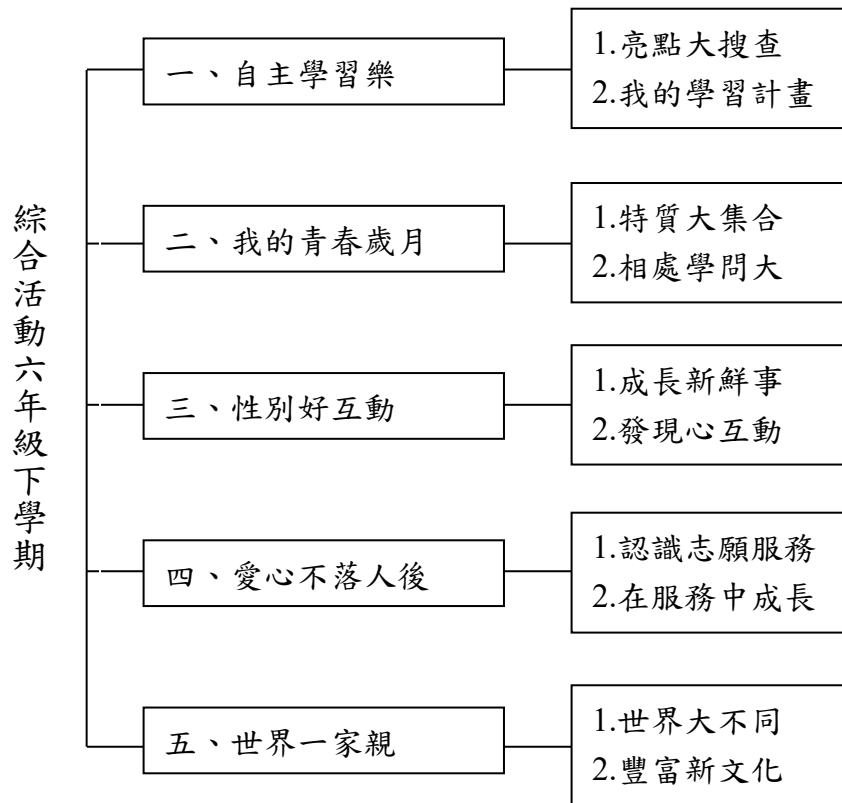 綜合活動六年級下學期
一、自主學習樂
1.亮點大搜查
2.我的學習計畫
二、我的青春歲月
1.特質大集合
2.相處學問大
三、性別好互動
1.成長新鮮事
2.發現心互動
四、愛心不落人後
1.認識志願服務
2.在服務中成長
五、世界一家親
1.世界大不同
2.豐富新文化